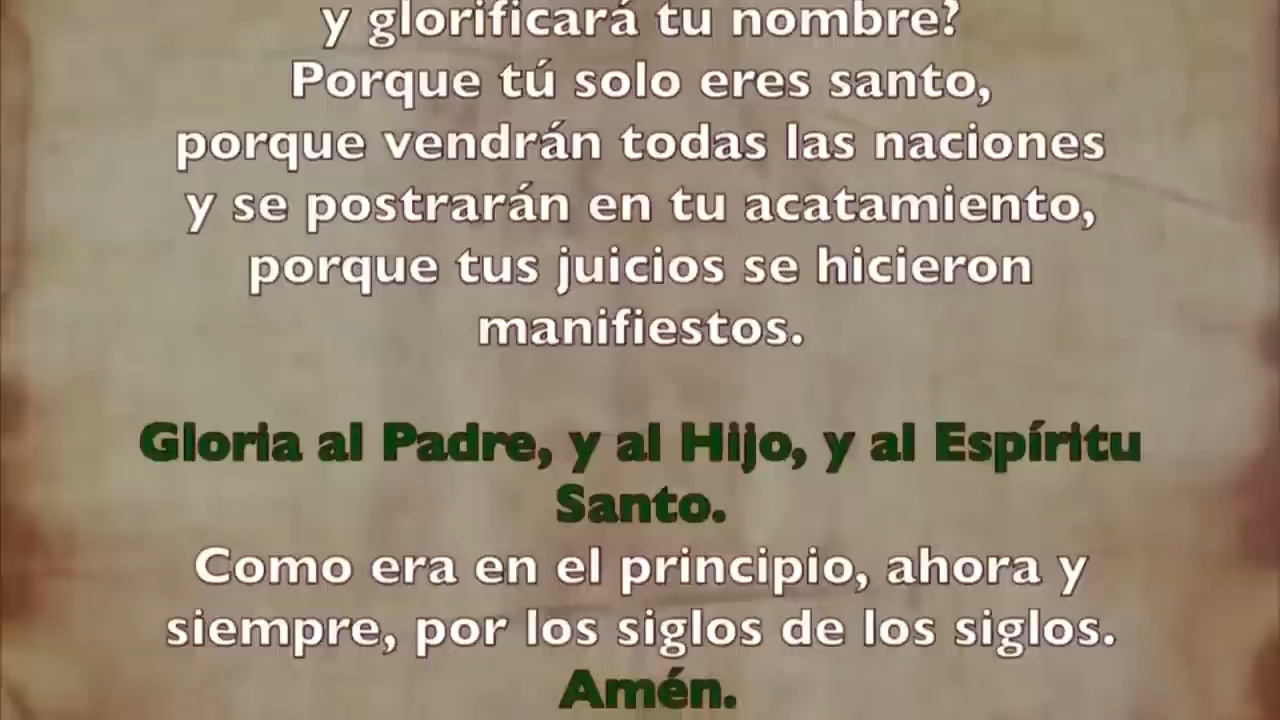 y glorificará tu nombre?
Porque tú solo eres santo,
porque vendrán todas las naciones
y se postrarán en tu acatamiento,
porque tus juicios se hicieron
manifiestos.
Gloria al Padre, y al Hijo, y al Espíritu
Santo.
Como era en el principio, ahora y
siempre, por los siglos de los siglos.
Amén.